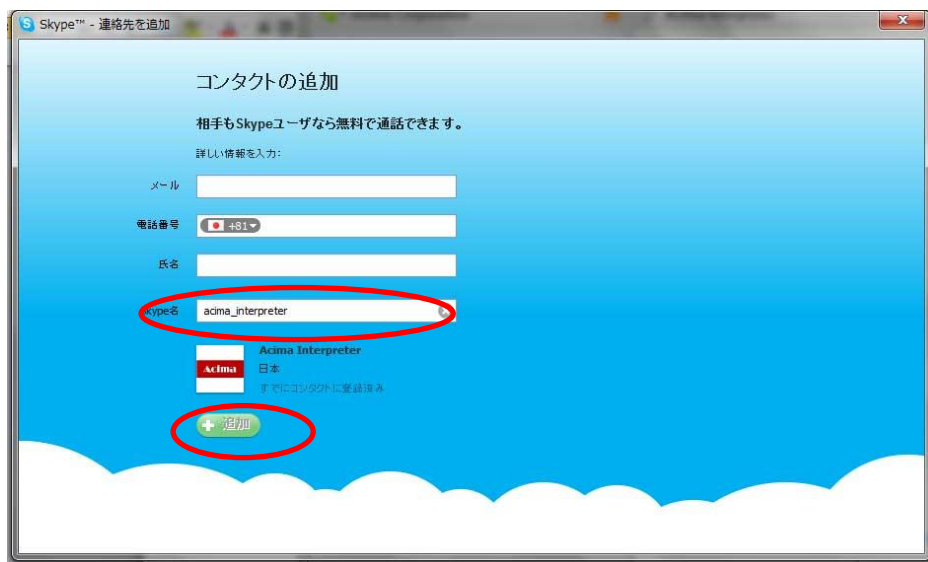 Skype™ - 連絡先を追加
コンタクトの追加
相手もSkypeユーザなら無料で通話できます。
詳しい情報を入力:
メール
電話番号 +81
氏名
Skype名 acima_interpreter
Acima Interpreter
Acima 日本
すでにコンタクトに登録済み
追加